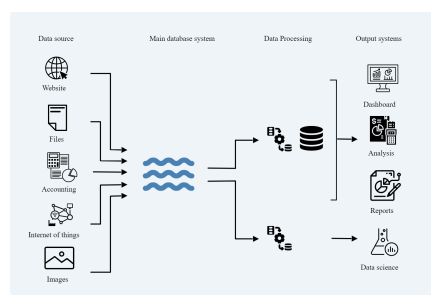 Data source
Main database system
Data Processing
Output systems
Website
Dashboard
Files
Analysis
Accounting
Reports
Internet of things
Images
Data science